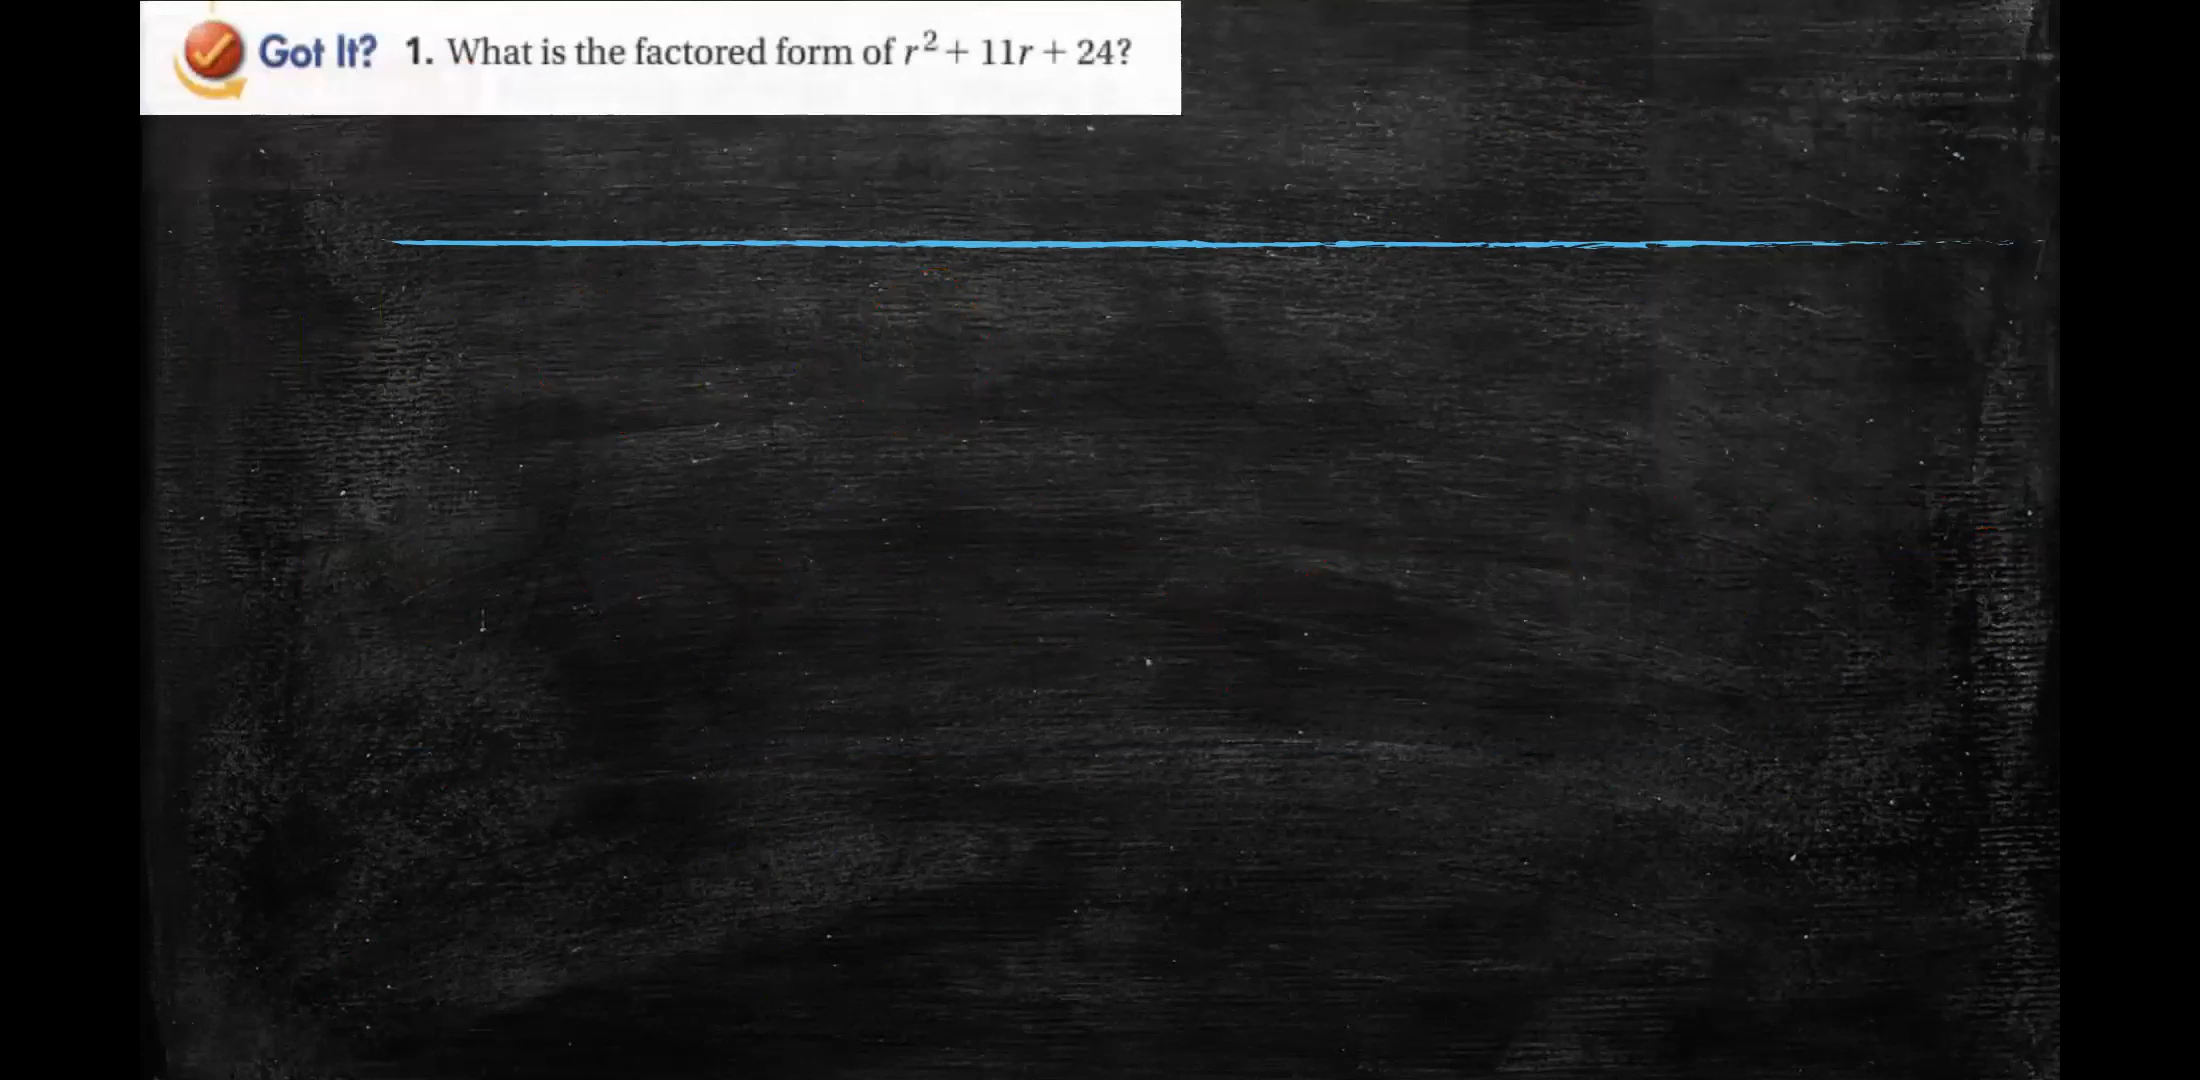 Got It? 1. What is the factored form of r² + 11r + 24?